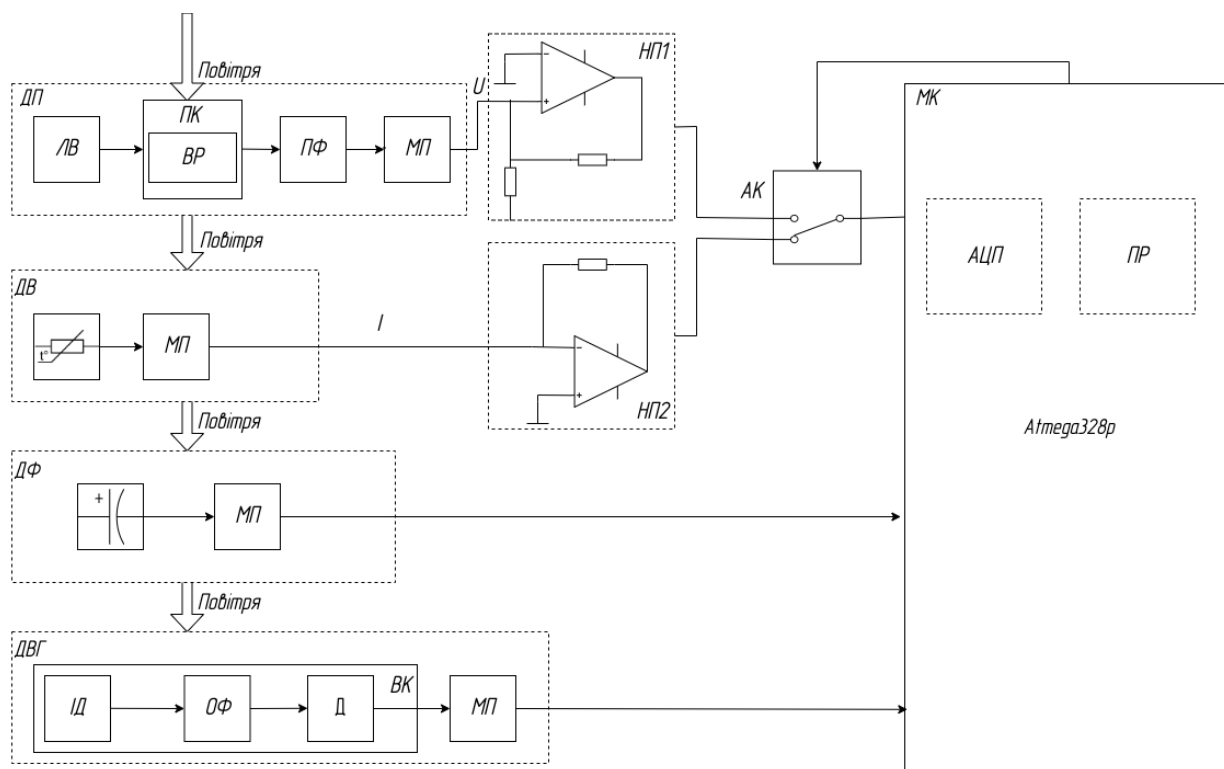 Повітря
НП1
ДП
U
МК
ПК
ЛВ
ВР
ПФ
МП
АК
Повітря
АЦП
ПР
ДВ
I
t°
МП
НП2
Повітря
Atmega328p
ДФ
+
МП
Повітря
ДВГ
ВК
ІД
ОФ
Д
МП